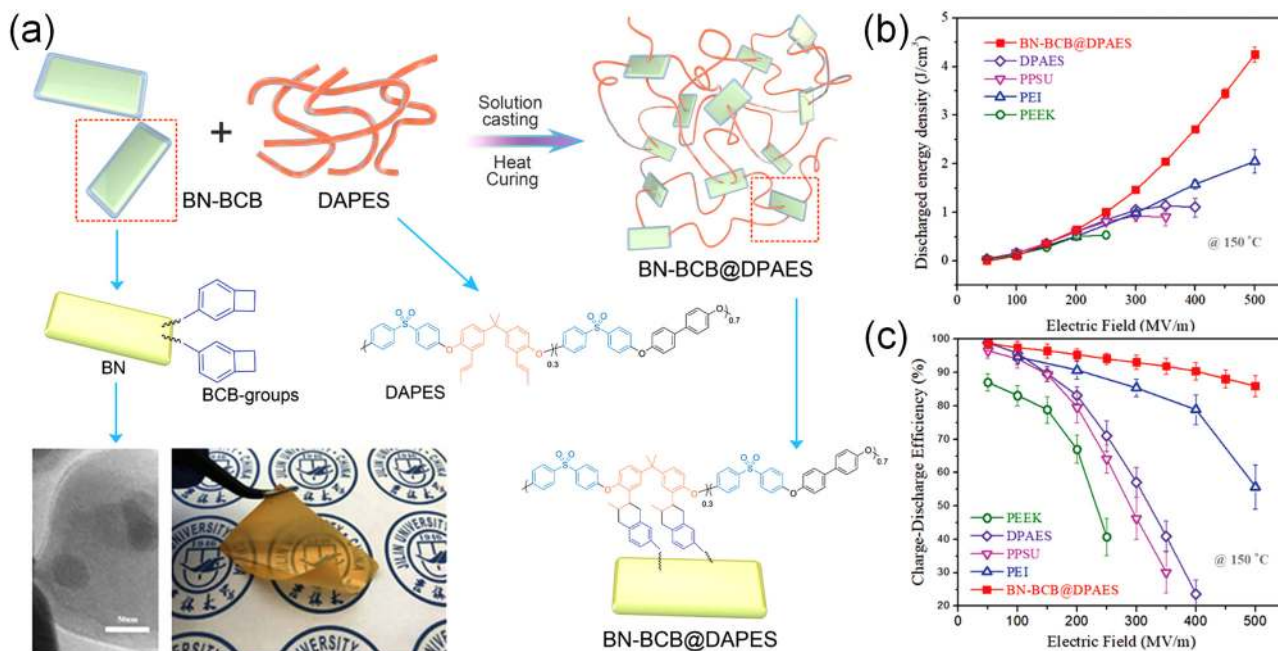 (a)
BN-BCB
+
DAPES
Solution
casting
Heat
Curing
BN-BCB@DPAES
BN
BCB-groups
O
O
S
O
O
0.3
O
O
S
O
O
0.7
DAPES
50nm
JILIN UNIVERSITY CHINA
1946
O
O
S
O
O
0.3
O
O
S
O
O
0.7
BN-BCB@DAPES
(b)
Discharged energy density (J/cm³)
5
4
3
2
1
0
BN-BCB@DPAES
DPAES
PPSU
PEI
PEEK
@ 150 °C
0 100 200 300 400 500
Electric Field (MV/m)
(c)
Charge-Discharge Efficiency (%)
100
90
80
70
60
50
40
30
20
PEEK
DPAES
PPSU
PEI
BN-BCB@DPAES
@ 150 °C
0 100 200 300 400 500
Electric Field (MV/m)